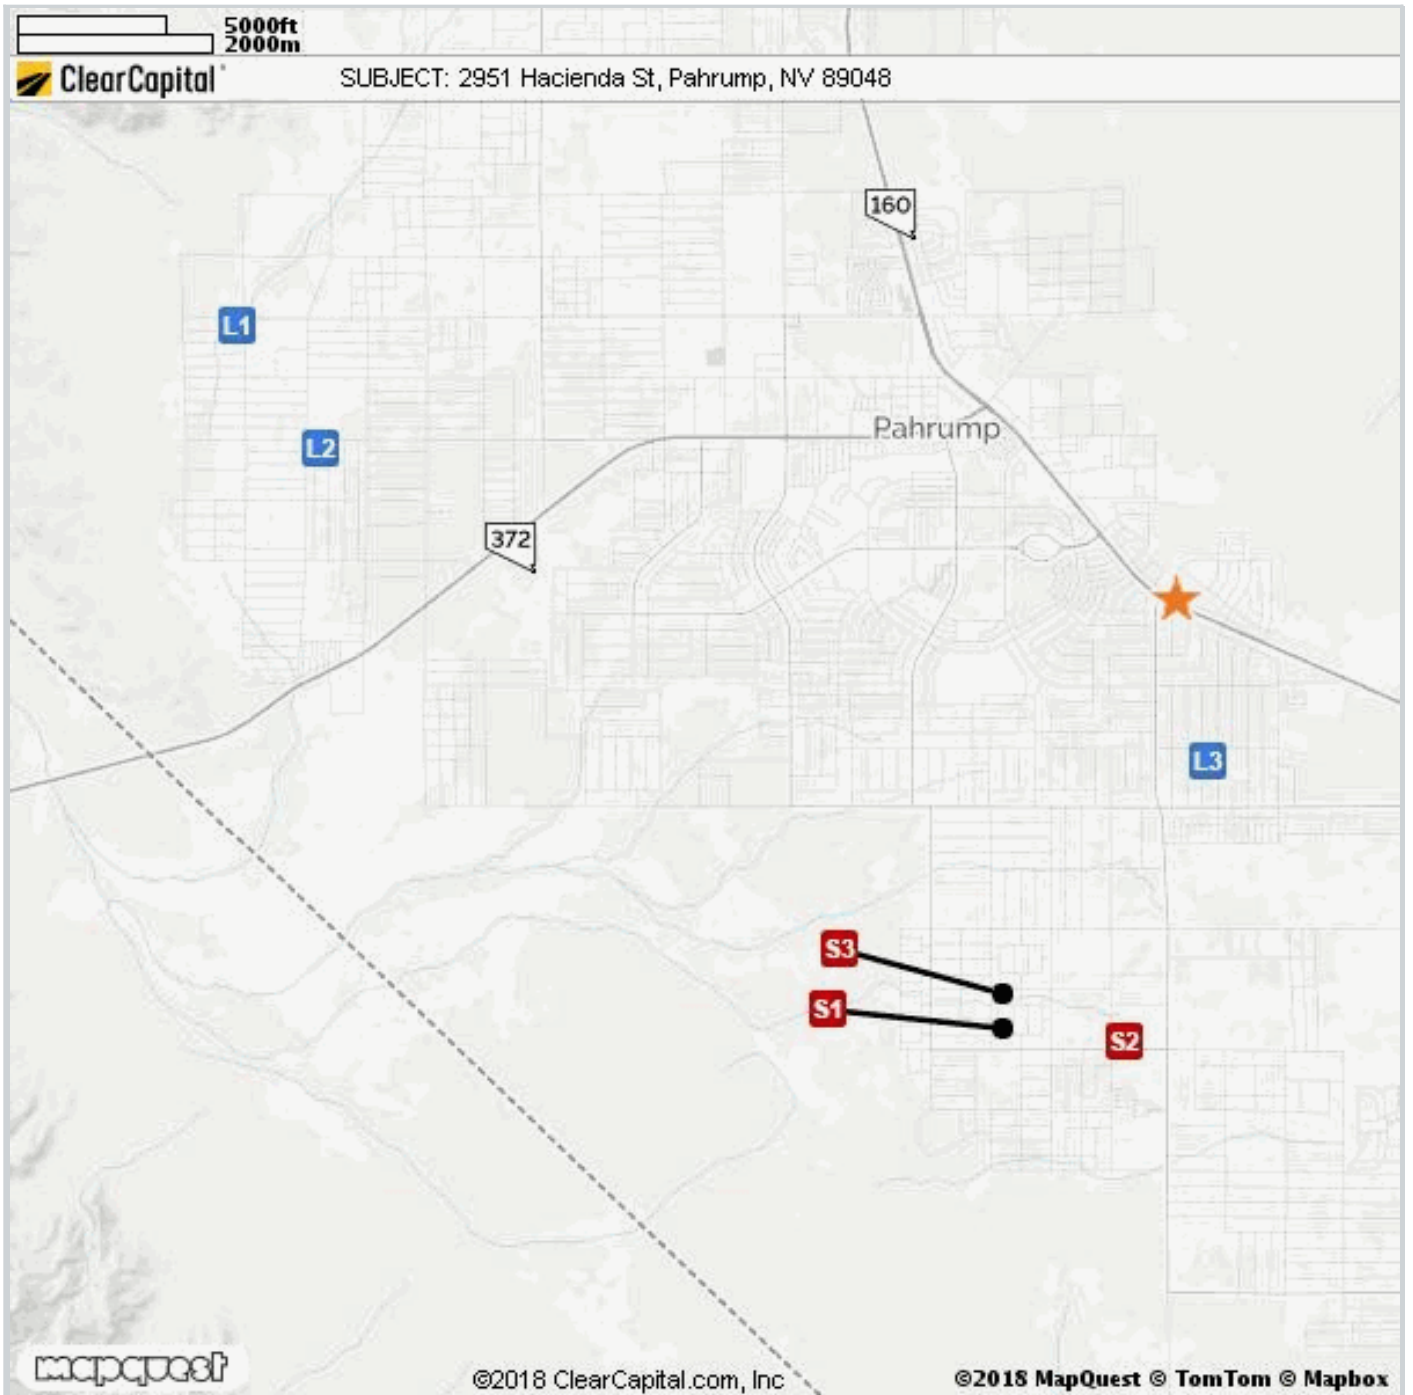 5000ft
2000m
ClearCapital
SUBJECT: 2951 Hacienda St, Pahrump, NV 89048
160
L1
Pahrump
L2
372
L3
S3
S1
S2
mapquest
©2018 ClearCapital.com, Inc
©2018 MapQuest © TomTom © Mapbox